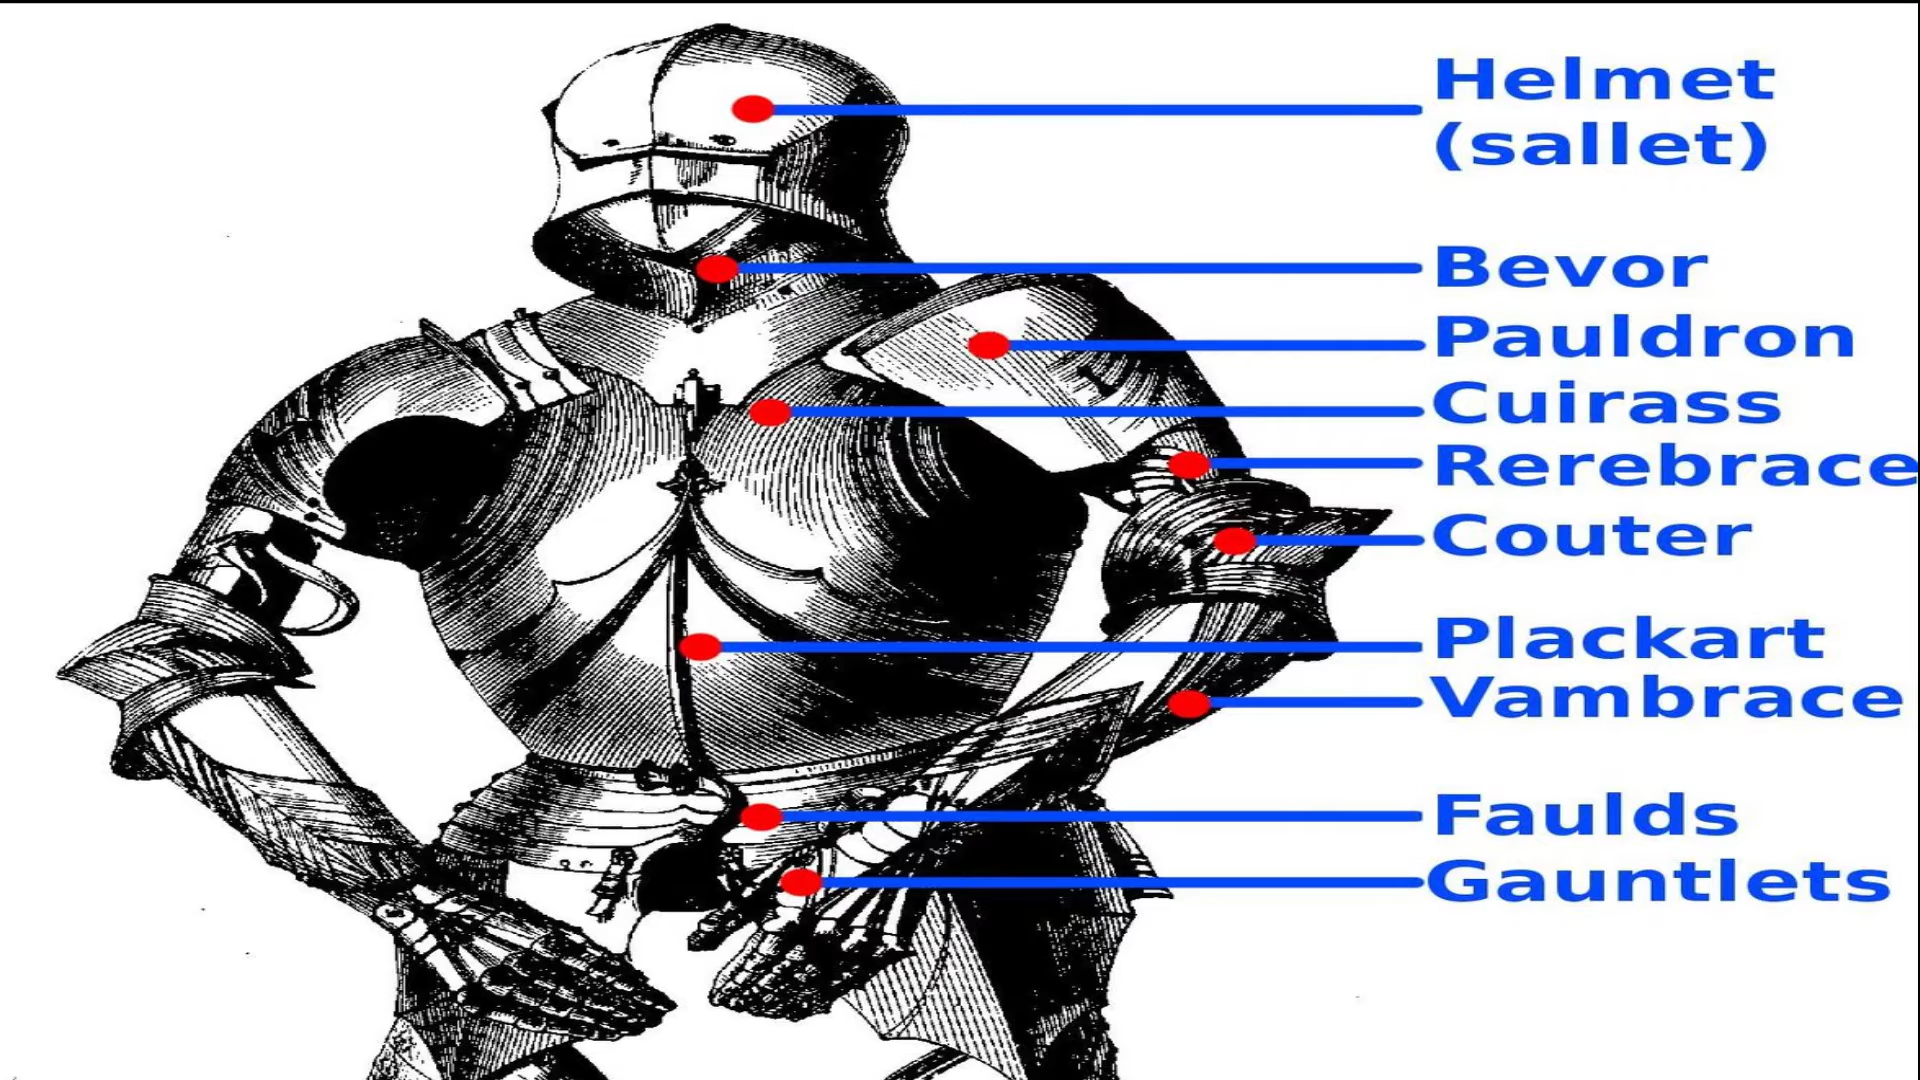 Helmet
(sallet)
Bevor
Pauldron
Cuirass
Rerebrace
Couter
Plackart
Vambrace
Faulds
Gauntlets